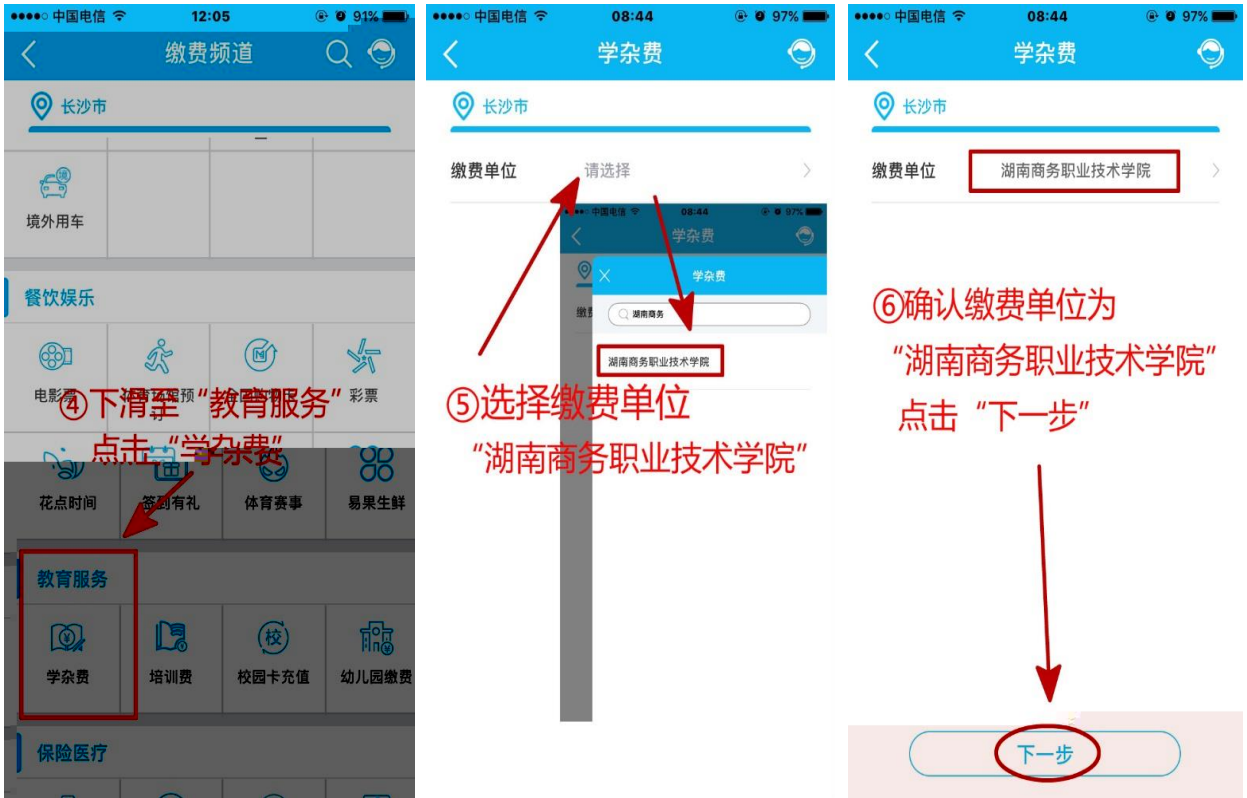 中国电信 12:05 91%
缴费频道
长沙市
境外用车
餐饮娱乐
电影票
彩票
④下滑至“教育服务”
点击“学杂费”
花点时间 签到有礼 体育赛事 易果生鲜
教育服务
学杂费 培训费 校园卡充值 幼儿园缴费
保险医疗
中国电信 08:44 97%
学杂费
长沙市
缴费单位 请选择
中国电信 08:44 97%
学杂费
学杂费
湖南商务
湖南商务职业技术学院
⑤选择缴费单位
“湖南商务职业技术学院”
中国电信 08:44 97%
学杂费
长沙市
缴费单位 湖南商务职业技术学院
⑥确认缴费单位为
“湖南商务职业技术学院”
点击“下一步”
下一步